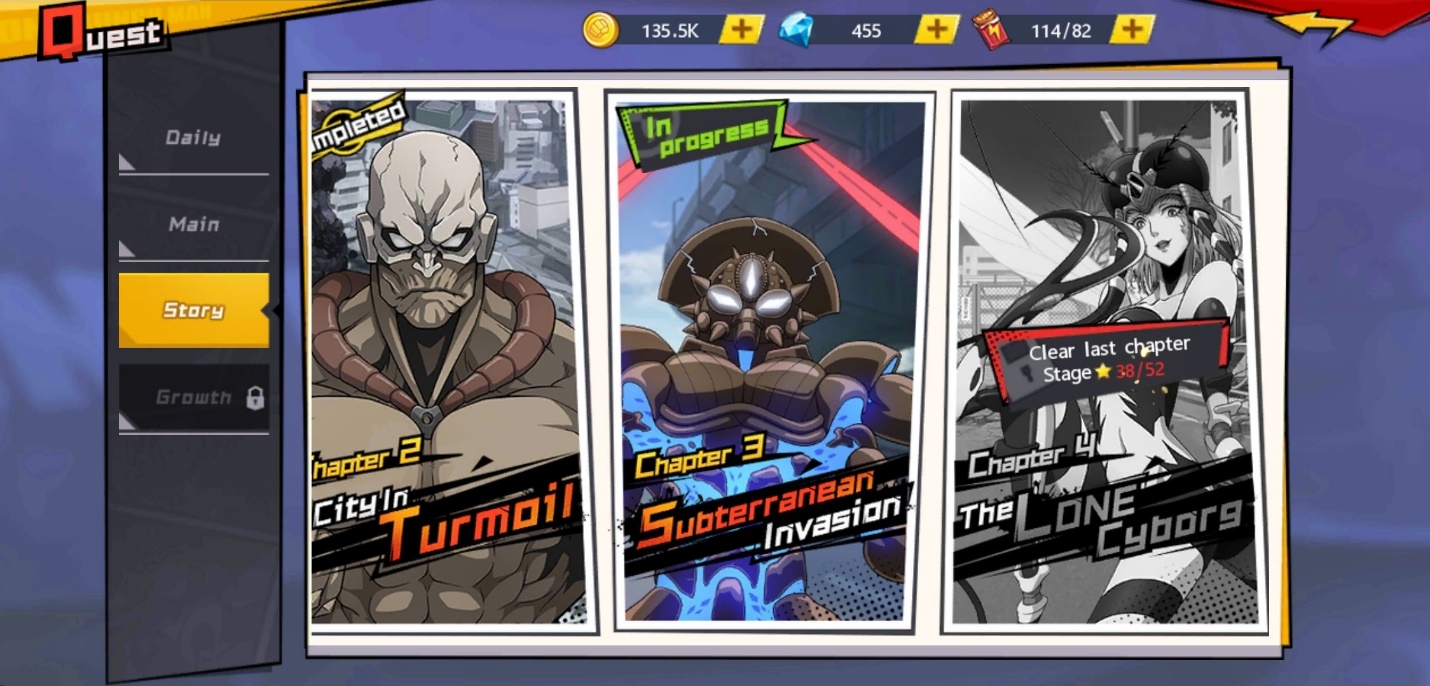 Quest
135.5K
455
114/82
Daily
Main
Story
Growth
mpleted
Chapter 2
City In
Turmoil
In
progress
Chapter 3
Subterranean
Invasion
Clear last chapter
Stage 38/52
Chapter 4
The LONE
Cyborg